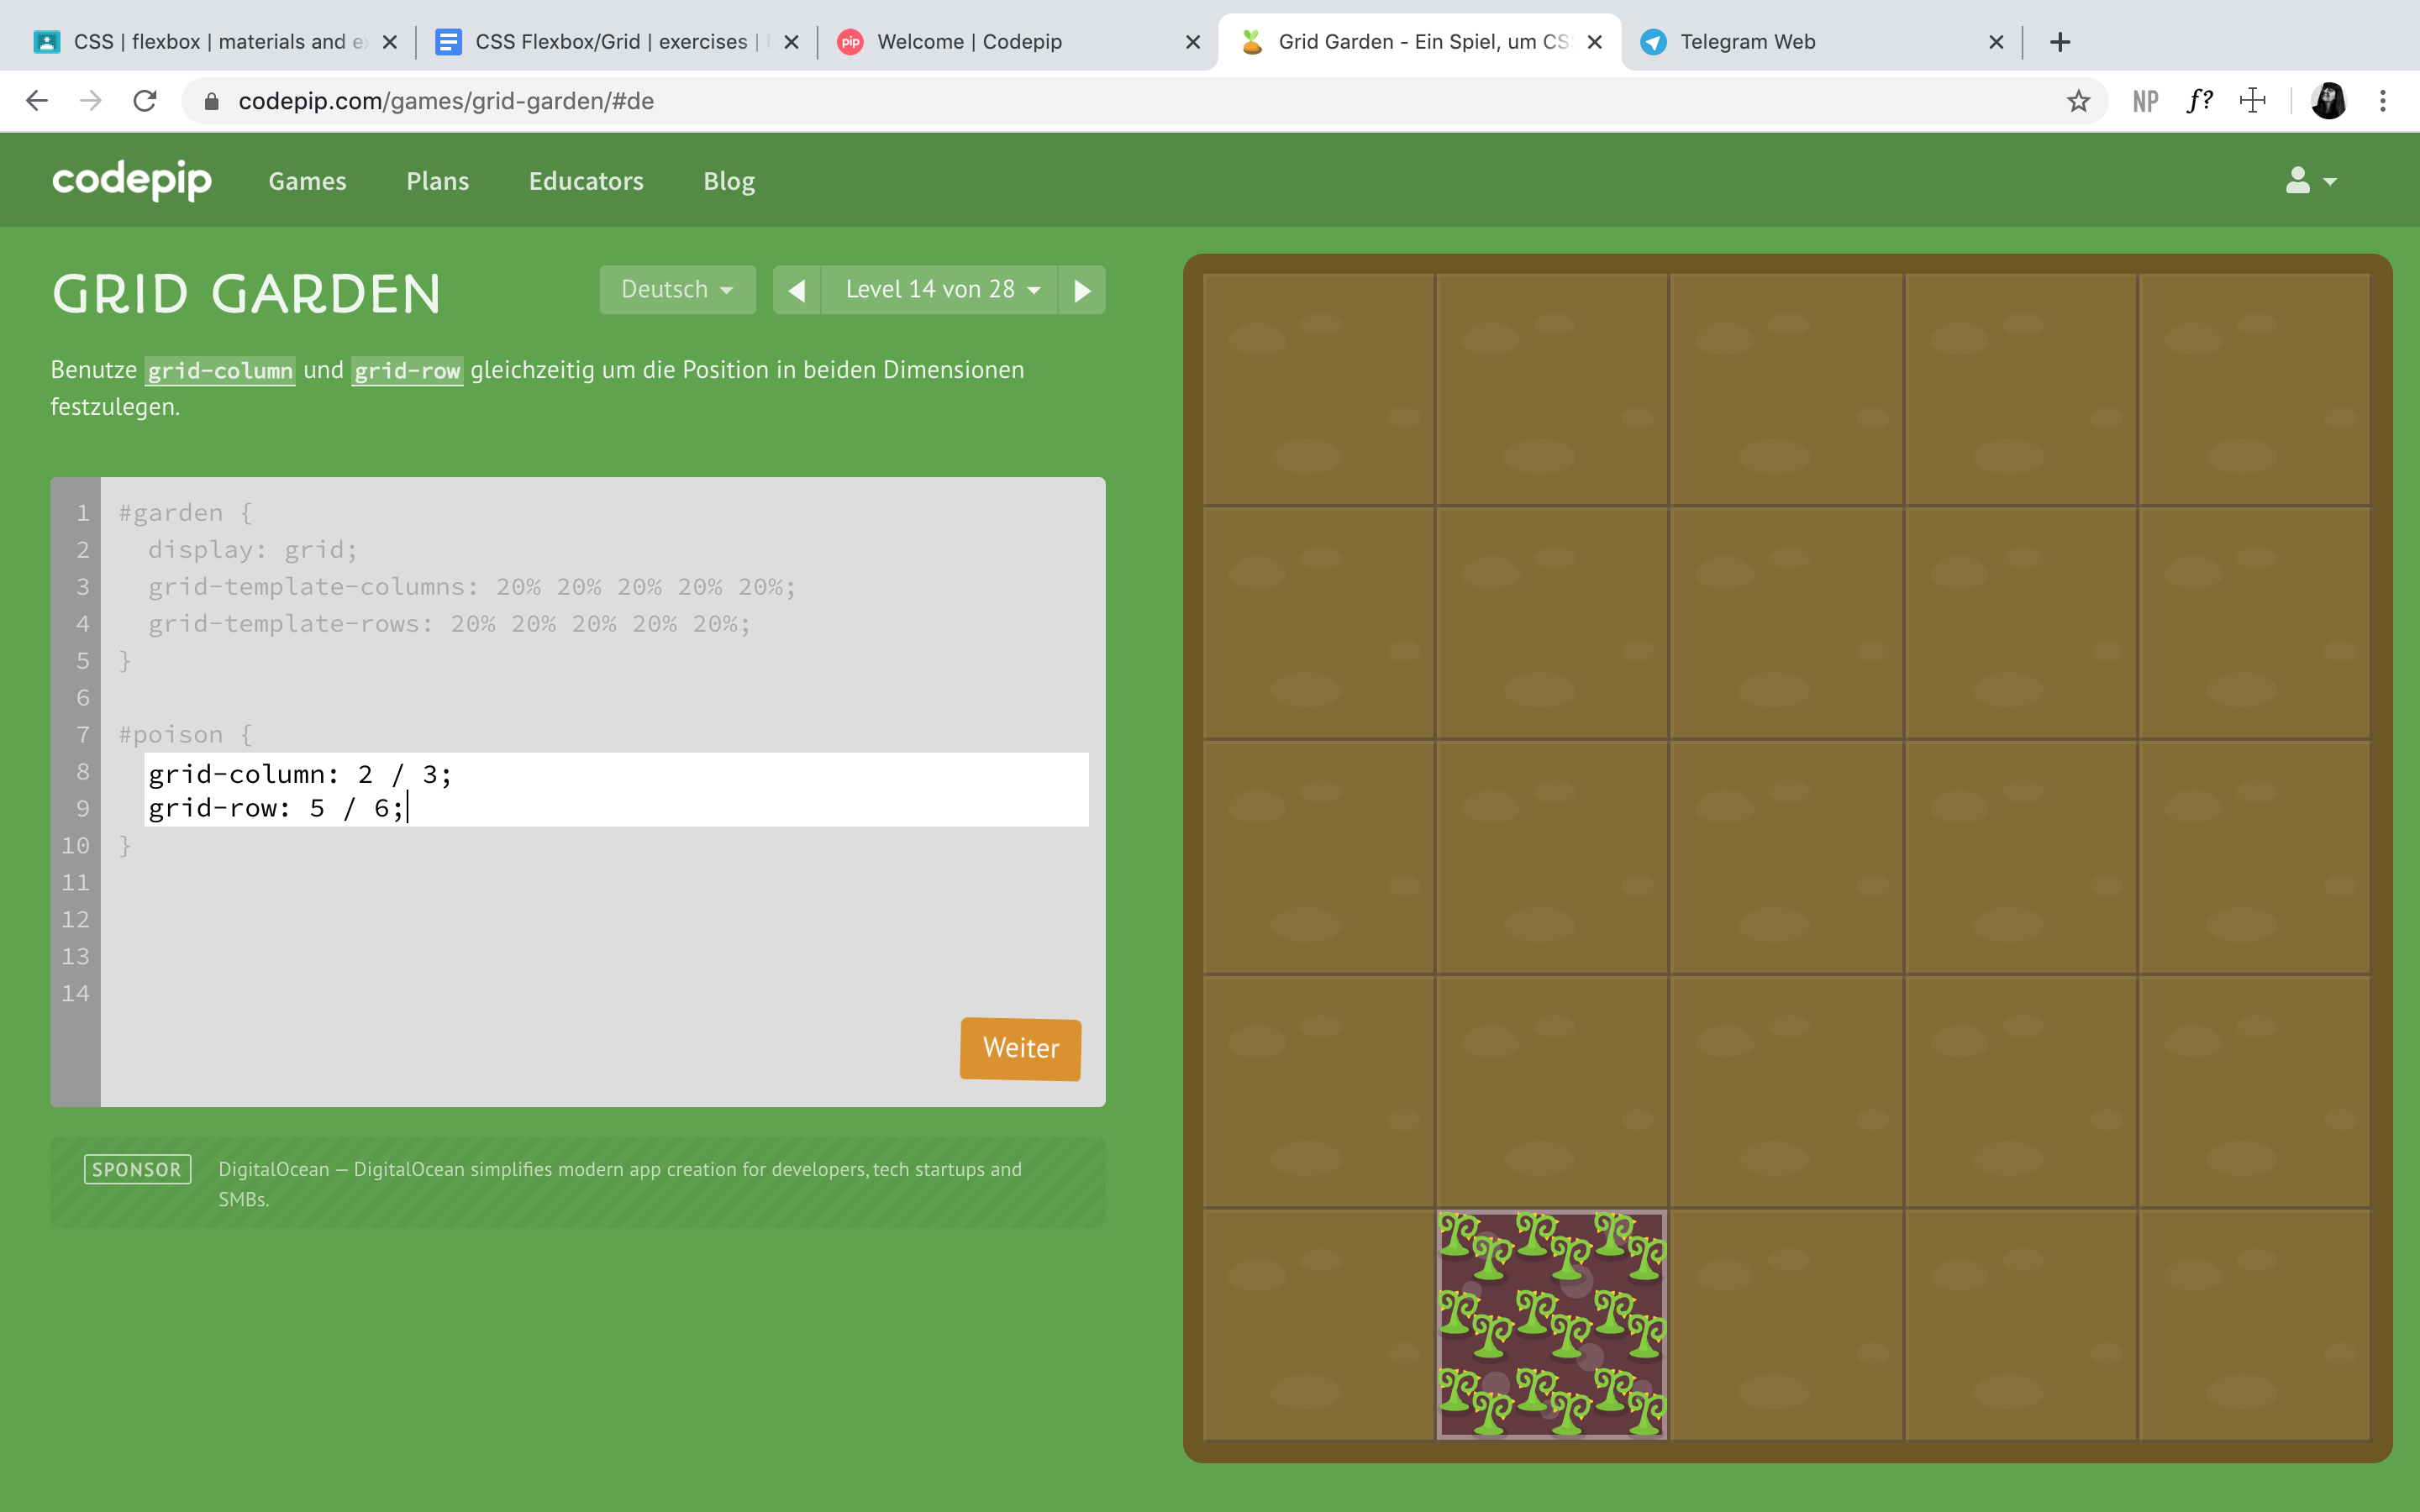 CSS | flexbox | materials and e
CSS Flexbox/Grid | exercises |
Welcome | Codepip
Grid Garden - Ein Spiel, um CS
Telegram Web
codepip.com/games/grid-garden/#de
NP
f?
codepip
Games
Plans
Educators
Blog
GRID GARDEN
Deutsch
Level 14 von 28
Benutze grid-column und grid-row gleichzeitig um die Position in beiden Dimensionen
festzulegen.
1 #garden {
2 display: grid;
3 grid-template-columns: 20% 20% 20% 20% 20%;
4 grid-template-rows: 20% 20% 20% 20% 20%;
5 }
6
7 #poison {
8 grid-column: 2 / 3;
9 grid-row: 5 / 6;
10 }
11
12
13
14
Weiter
SPONSOR
DigitalOcean — DigitalOcean simplifies modern app creation for developers, tech startups and
SMBs.